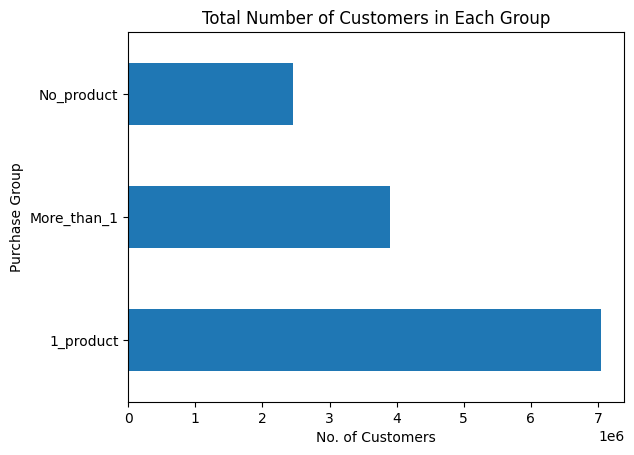 Total Number of Customers in Each Group
Purchase Group
No_product
More_than_1
1_product
0 1 2 3 4 5 6 7
1e6
No. of Customers